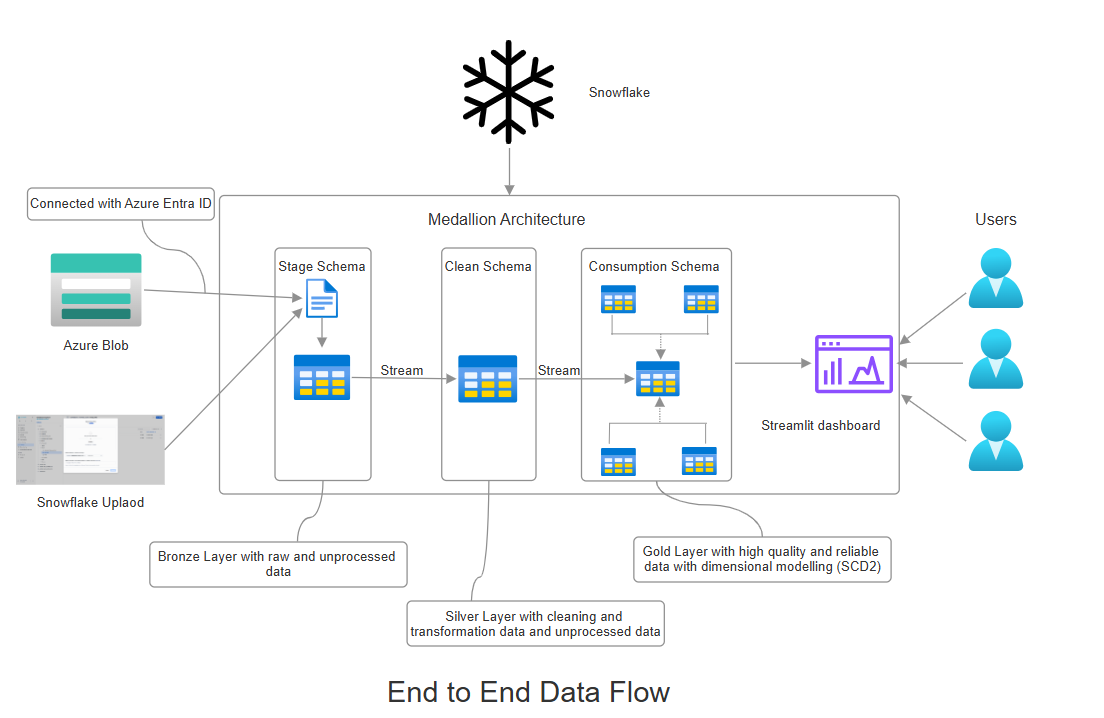 Snowflake
Connected with Azure Entra ID
Medallion Architecture
Users
Stage Schema
Clean Schema
Consumption Schema
Azure Blob
Stream
Stream
Streamlit dashboard
Snowflake Uplaod
Bronze Layer with raw and unprocessed
data
Gold Layer with high quality and reliable
data with dimensional modelling (SCD2)
Silver Layer with cleaning and
transformation data and unprocessed data
End to End Data Flow